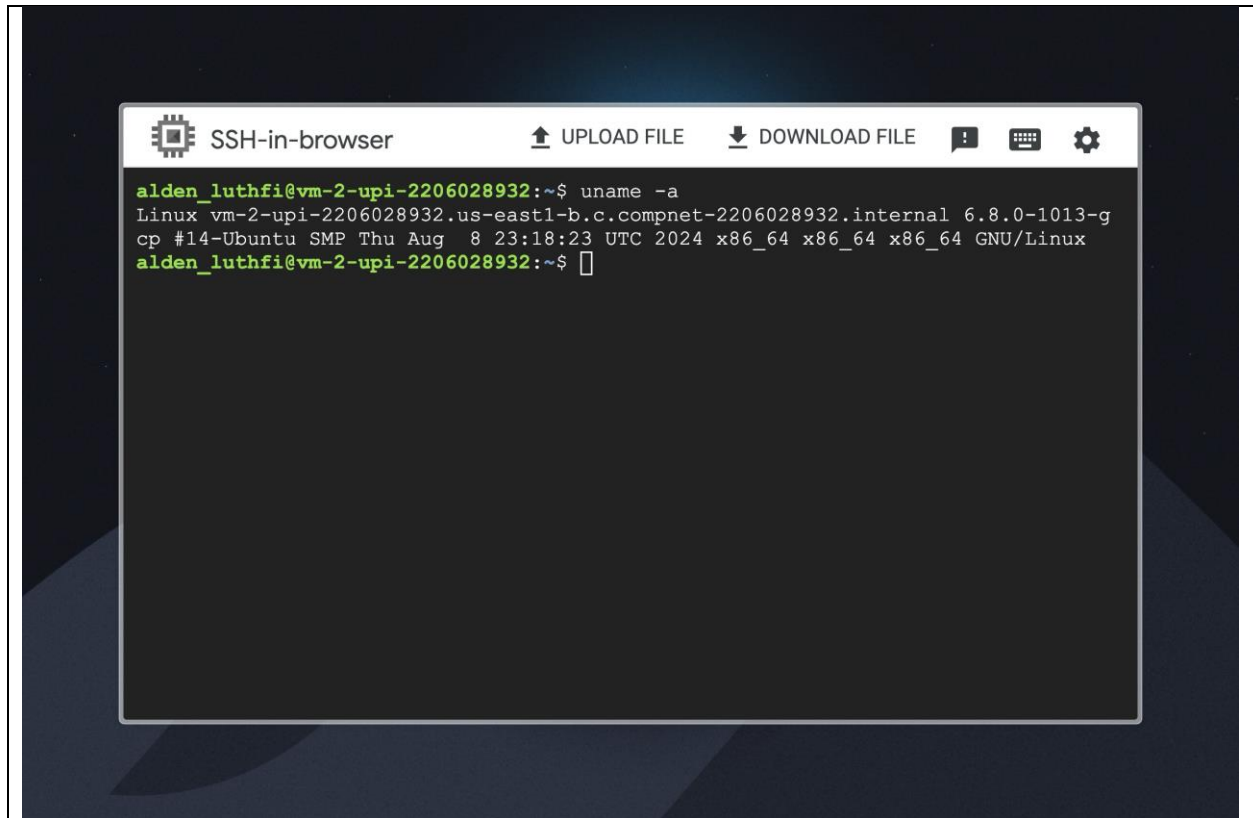 SSH-in-browser UPLOAD FILE DOWNLOAD FILE
alden_luthfi@vm-2-upi-2206028932:~$ uname -a
Linux vm-2-upi-2206028932.us-east1-b.c.compnet-2206028932.internal 6.8.0-1013-g
cp #14-Ubuntu SMP Thu Aug  8 23:18:23 UTC 2024 x86_64 x86_64 x86_64 GNU/Linux
alden_luthfi@vm-2-upi-2206028932:~$